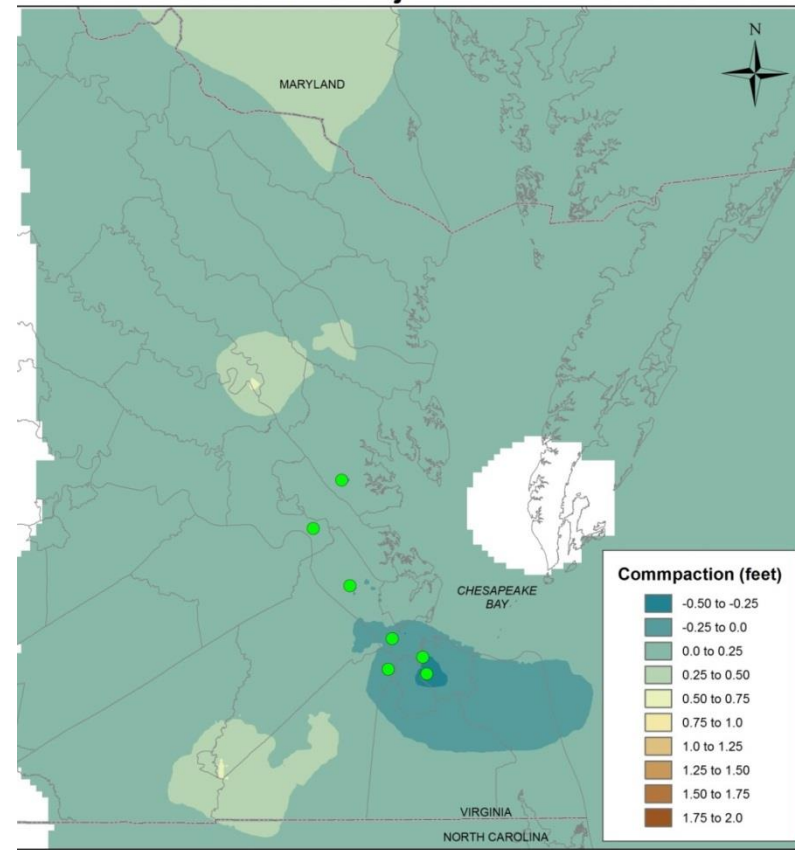 N
MARYLAND
CHESAPEAKE
BAY
Commpaction (feet)
-0.50 to -0.25
-0.25 to 0.0
0.0 to 0.25
0.25 to 0.50
0.50 to 0.75
0.75 to 1.0
1.0 to 1.25
1.25 to 1.50
1.50 to 1.75
1.75 to 2.0
VIRGINIA
NORTH CAROLINA